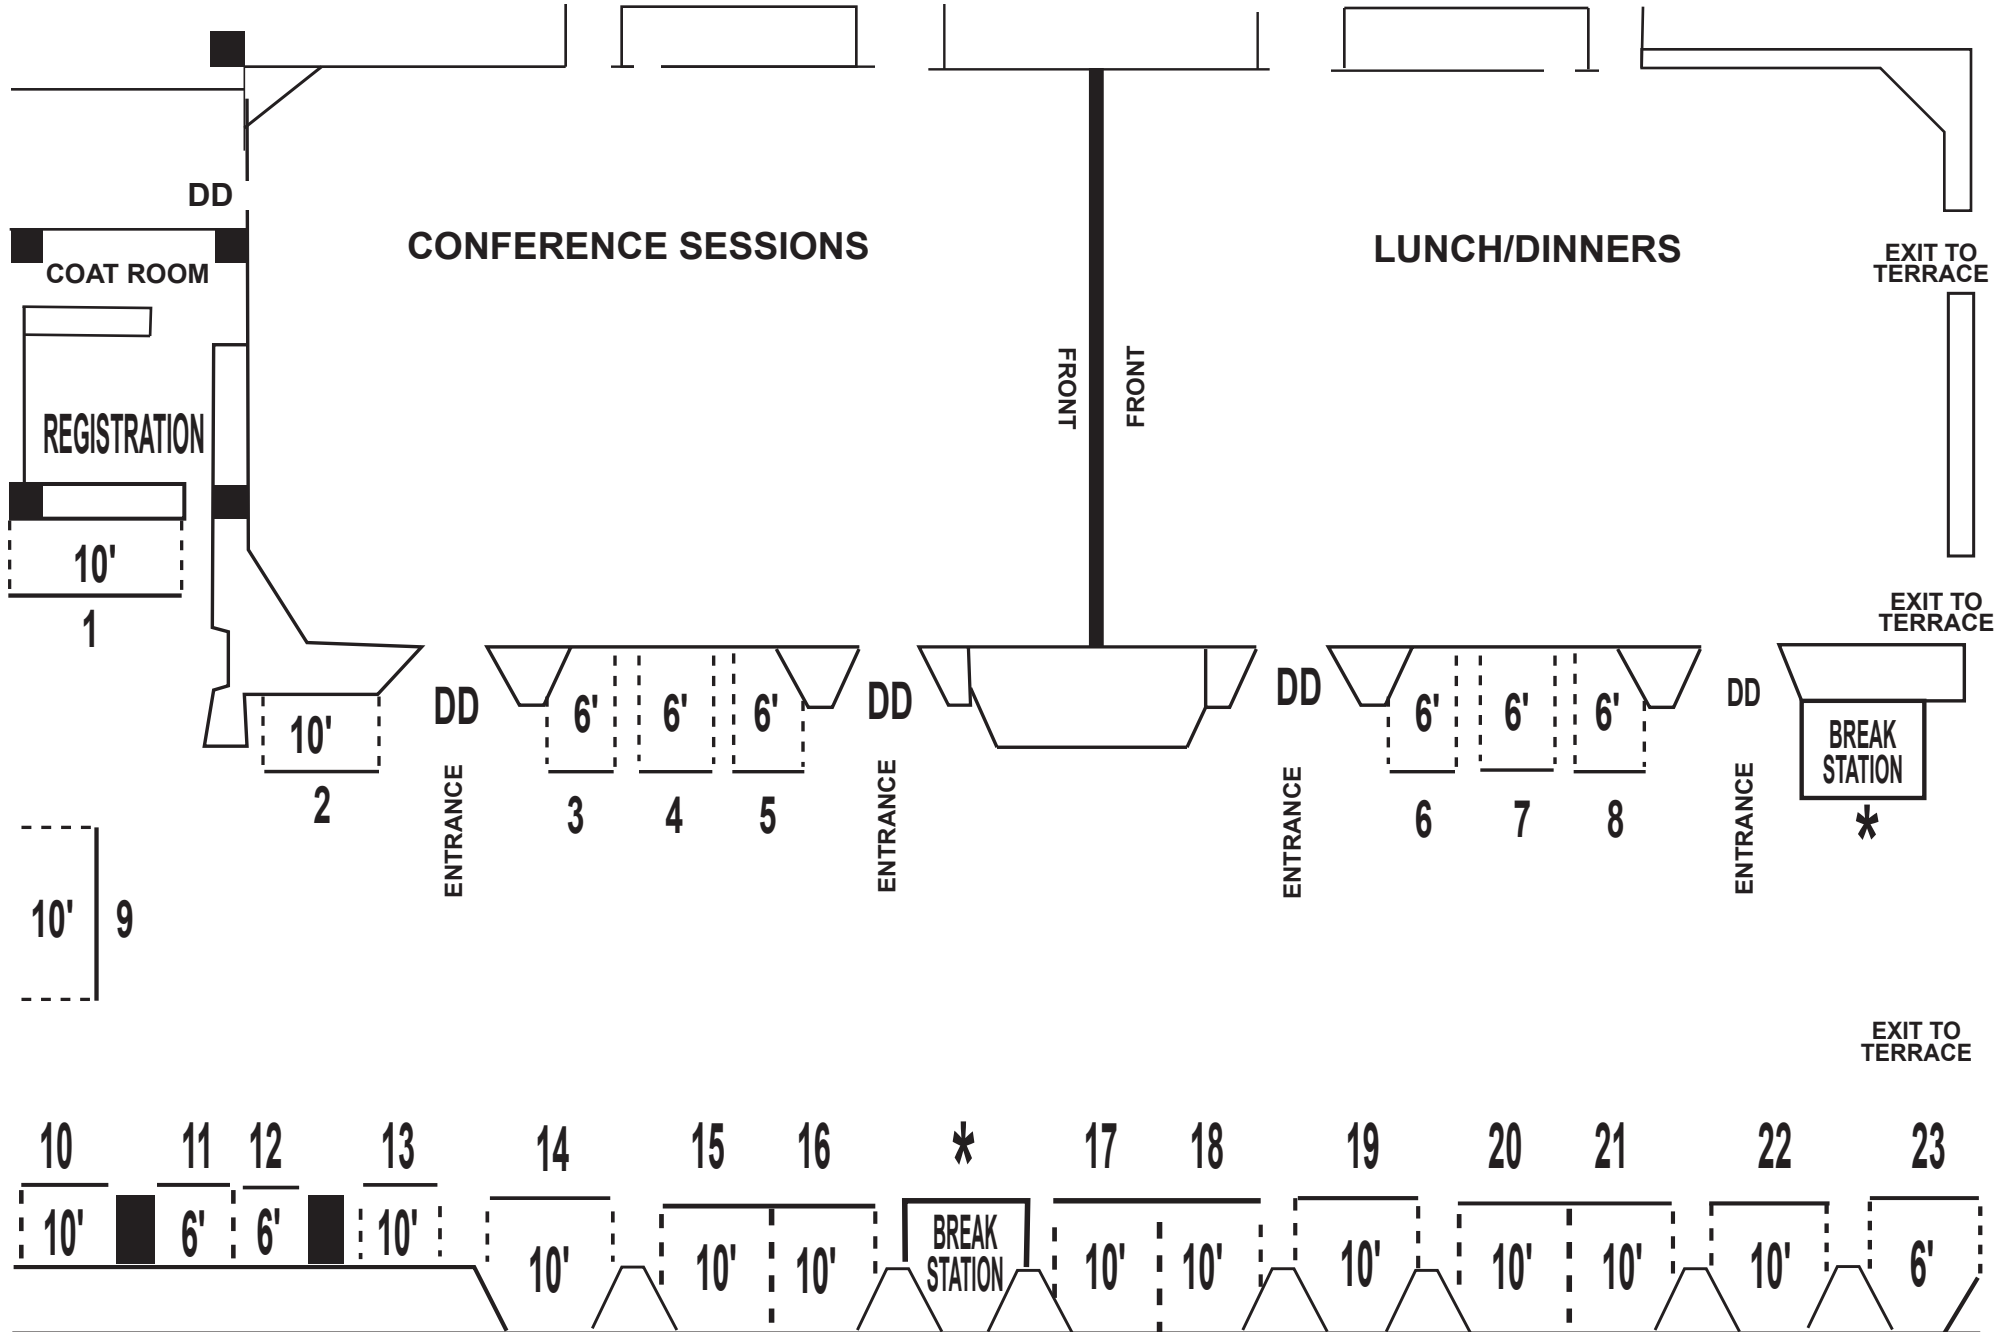 DD
CONFERENCE SESSIONS
LUNCH/DINNERS
EXIT TO
TERRACE
COAT ROOM
FRONT
FRONT
REGISTRATION
10'
1
EXIT TO
TERRACE
10'
2
DD
ENTRANCE
6'
3
6'
4
6'
5
DD
ENTRANCE
DD
ENTRANCE
6'
6
6'
7
6'
8
DD
ENTRANCE
BREAK
STATION
*
10'
9
EXIT TO
TERRACE
10
11
12
13
14
15
16
*
17
18
19
20
21
22
23
10'
6'
6'
10'
10'
10'
10'
BREAK
STATION
10'
10'
10'
10'
10'
10'
6'